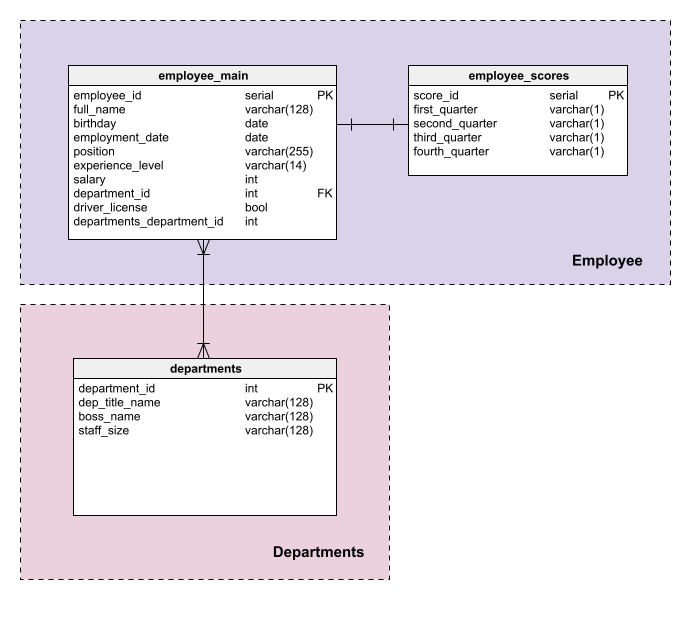 employee_main
employee_id serial PK
full_name varchar(128)
birthday date
employment_date date
position varchar(255)
experience_level varchar(14)
salary int
department_id int FK
driver_license bool
departments_department_id int
employee_scores
score_id serial PK
first_quarter varchar(1)
second_quarter varchar(1)
third_quarter varchar(1)
fourth_quarter varchar(1)
Employee
departments
department_id int PK
dep_title_name varchar(128)
boss_name varchar(128)
staff_size varchar(128)
Departments